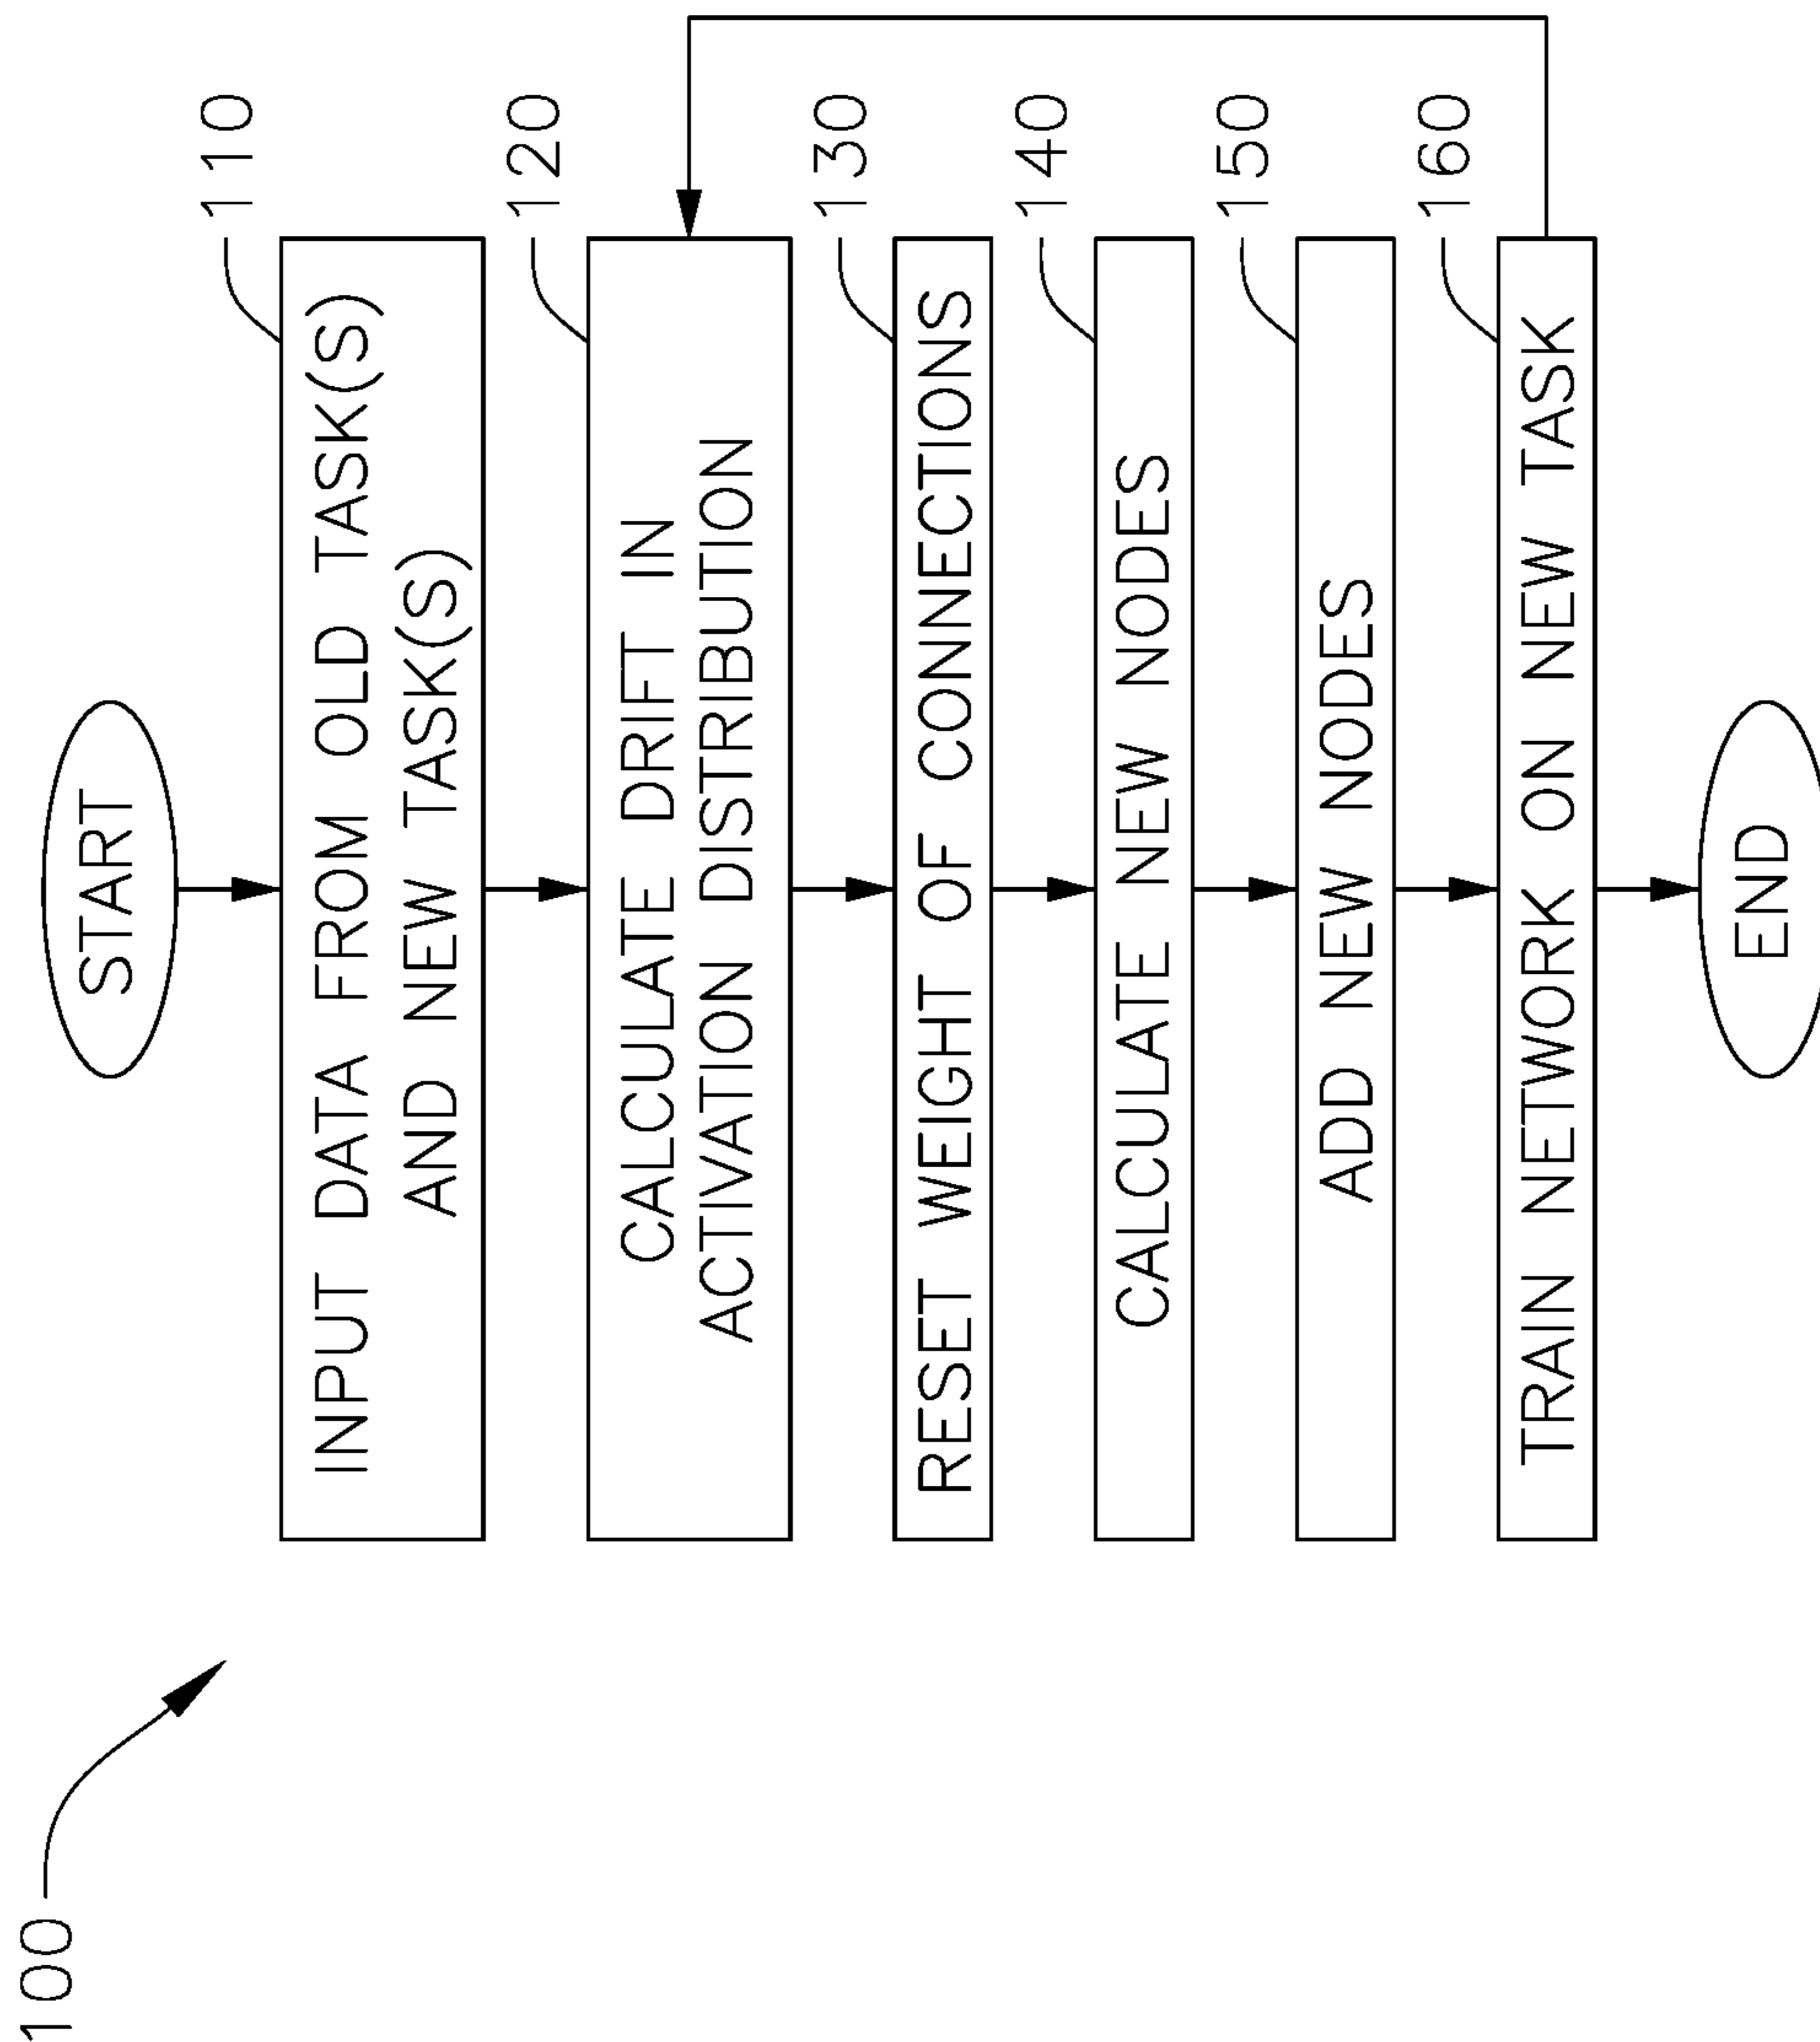 100
START
INPUT DATA FROM OLD TASK(S)
AND NEW TASK(S)
110
CALCULATE DRIFT IN
ACTIVATION DISTRIBUTION
120
RESET WEIGHT OF CONNECTIONS
130
CALCULATE NEW NODES
140
ADD NEW NODES
150
TRAIN NETWORK ON NEW TASK
160
END